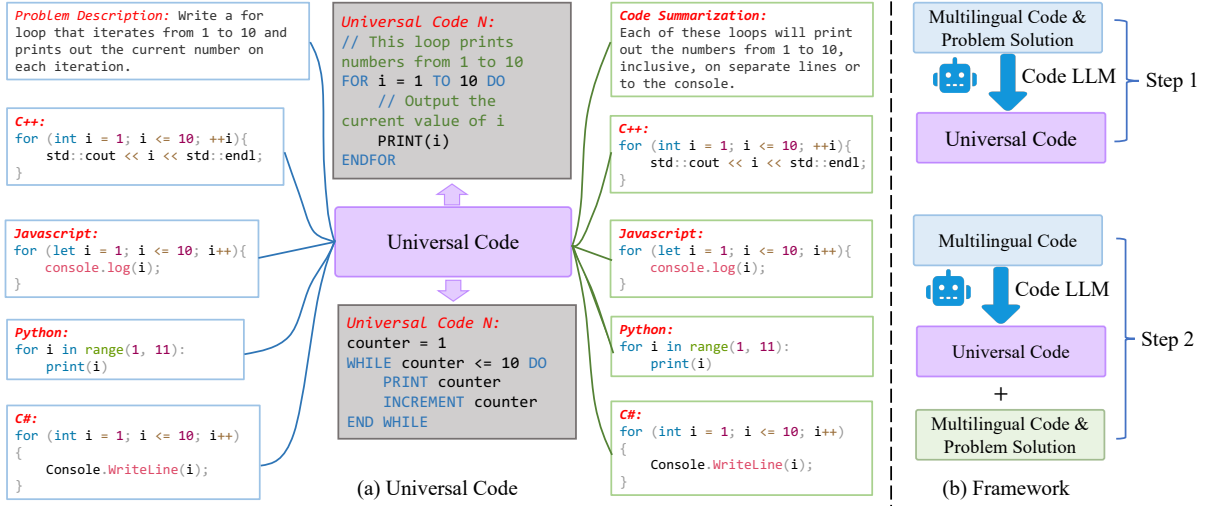 Problem Description: Write a for
loop that iterates from 1 to 10 and
prints out the current number on
each iteration.
C++:
for (int i = 1; i <= 10; ++i){
    std::cout << i << std::endl;
}
Javascript:
for (let i = 1; i <= 10; i++){
    console.log(i);
}
Python:
for i in range(1, 11):
    print(i)
C#:
for (int i = 1; i <= 10; i++)
{
    Console.WriteLine(i);
}
Universal Code N:
// This loop prints
numbers from 1 to 10
FOR i = 1 TO 10 DO
    // Output the
current value of i
    PRINT(i)
ENDFOR
Universal Code
Universal Code N:
counter = 1
WHILE counter <= 10 DO
    PRINT counter
    INCREMENT counter
END WHILE
(a) Universal Code
Code Summarization:
Each of these loops will print
out the numbers from 1 to 10,
inclusive, on separate lines or
to the console.
C++:
for (int i = 1; i <= 10; ++i){
    std::cout << i << std::endl;
}
Javascript:
for (let i = 1; i <= 10; i++){
    console.log(i);
}
Python:
for i in range(1, 11):
    print(i)
C#:
for (int i = 1; i <= 10; i++)
{
    Console.WriteLine(i);
}
Multilingual Code &
Problem Solution
Code LLM
Universal Code
Step 1
Multilingual Code
Code LLM
Universal Code
+
Multilingual Code &
Problem Solution
Step 2
(b) Framework